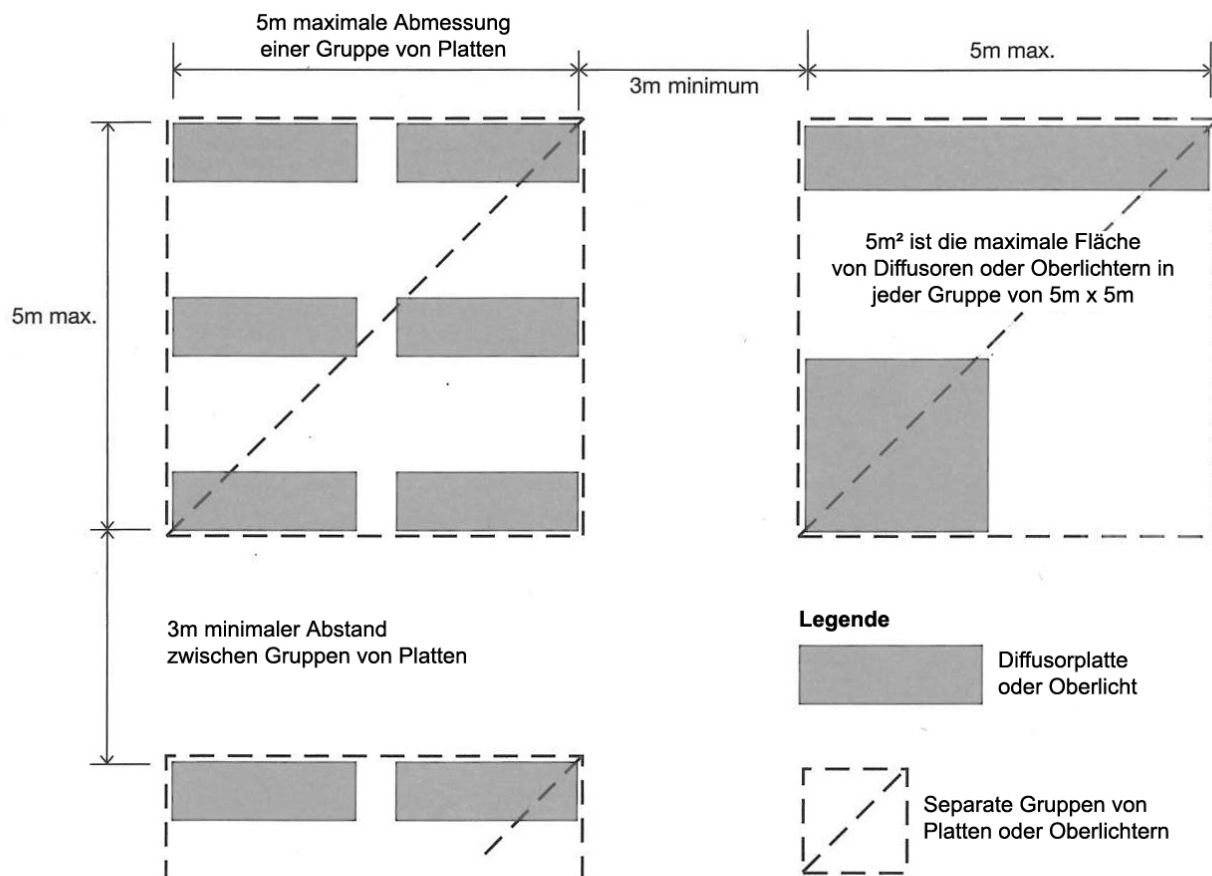 5m maximale Abmessung
einer Gruppe von Platten
5m max.
3m minimum
5m² ist die maximale Fläche
von Diffusoren oder Oberlichtern in
jeder Gruppe von 5m x 5m
5m max.
3m minimaler Abstand
zwischen Gruppen von Platten
Legende
Diffusorplatte
oder Oberlicht
Separate Gruppen von
Platten oder Oberlichtern